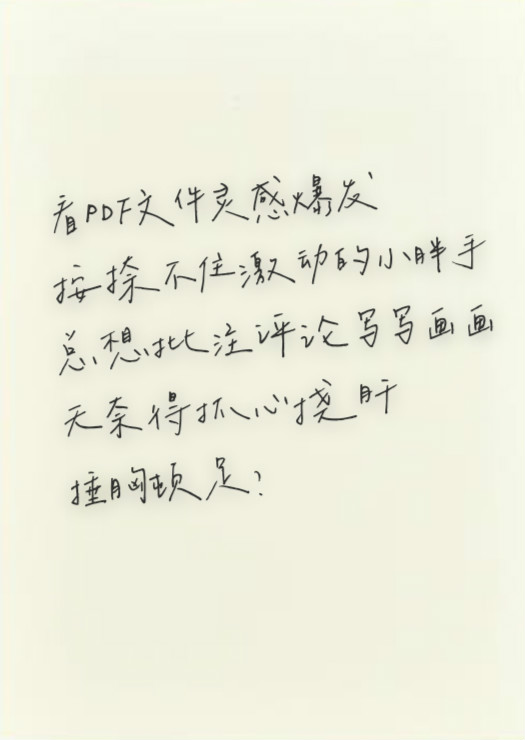 看PDF文件灵感爆发
按捺不住激动的小胖手
总想批注评论写写画画
无奈得抓心挠肝
捶胸顿足?